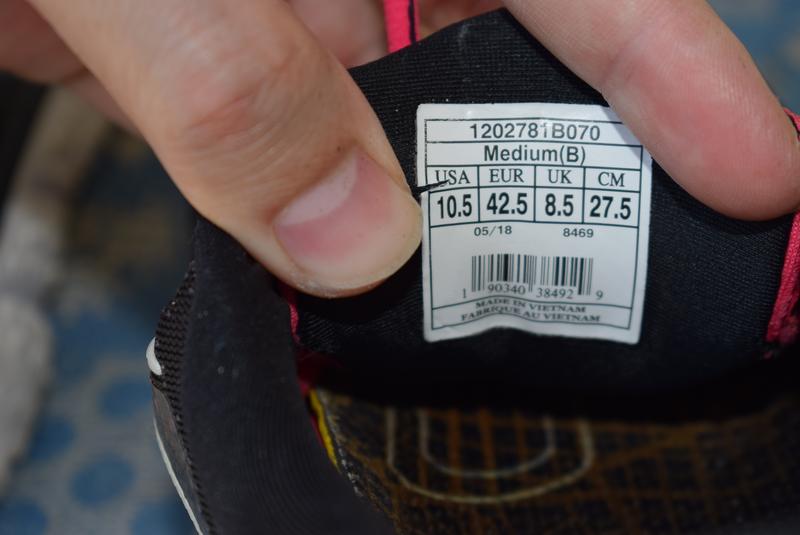 1202781B070
Medium(B)
USA EUR UK CM
10.5 42.5 8.5 27.5
05/18 8469
1 90340 38492 9
MADE IN VIETNAM
FABRIQUE AU VIETNAM